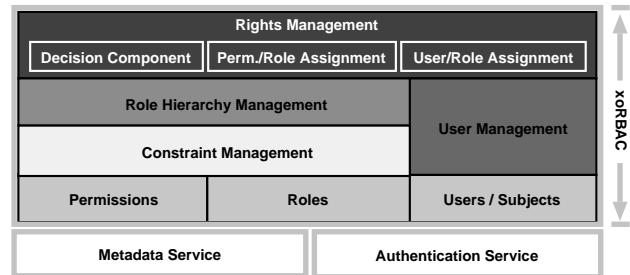 Rights Management
Decision Component
Perm./Role Assignment
User/Role Assignment
Role Hierarchy Management
User Management
Constraint Management
Permissions
Roles
Users / Subjects
xoRBAC
Metadata Service
Authentication Service